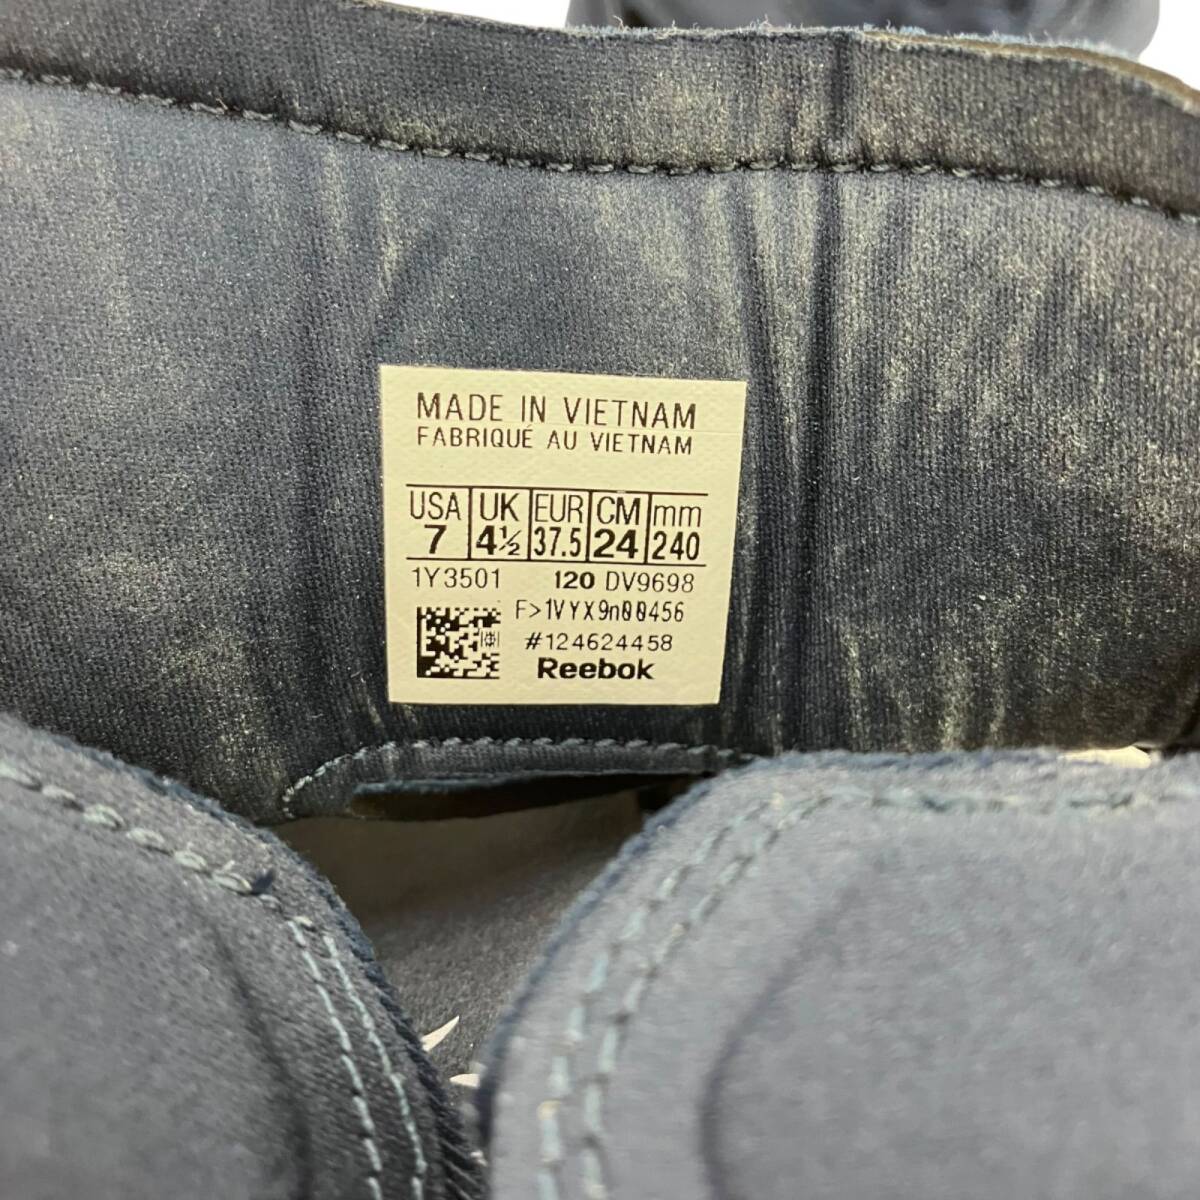 MADE IN VIETNAM
FABRIQUÉ AU VIETNAM
USA UK EUR CM mm
7 4½ 37.5 24 240
1Y3501 120 DV9698
F>1VYX9n00456
#124624458
Reebok